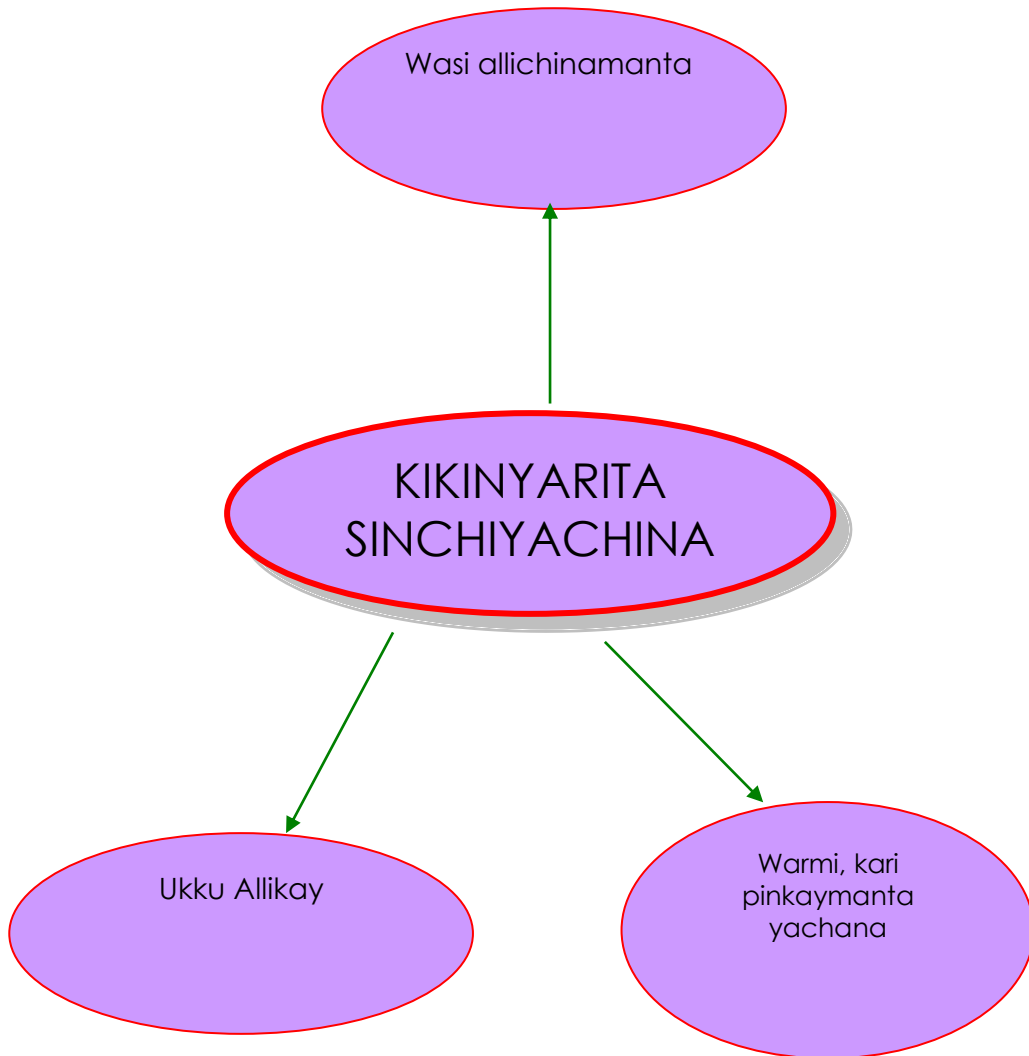 Wasi allichinamanta
KIKINYARITA
SINCHIYACHINA
Ukku Allikay
Warmi, kari
pinkaymanta
yachana